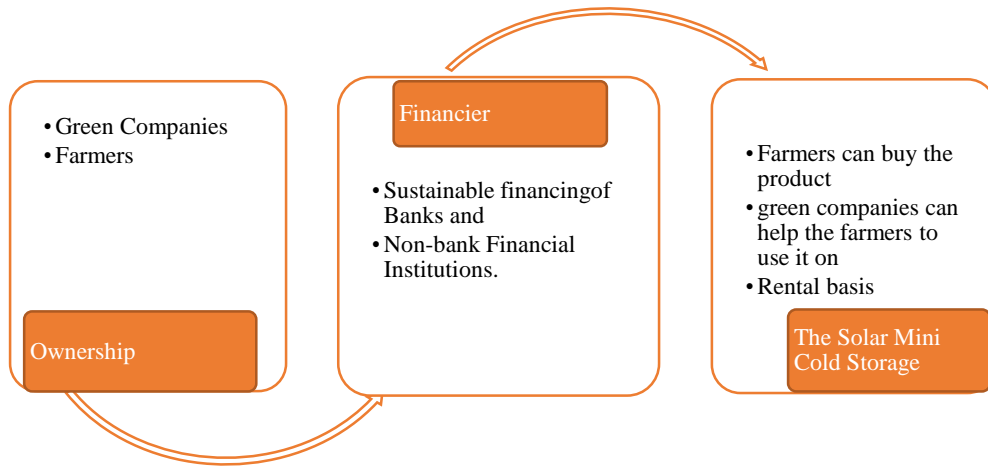 • Green Companies
• Farmers
Ownership
Financier
• Sustainable financingof
Banks and
• Non-bank Financial
Institutions.
• Farmers can buy the
product
• green companies can
help the farmers to
use it on
• Rental basis
The Solar Mini
Cold Storage